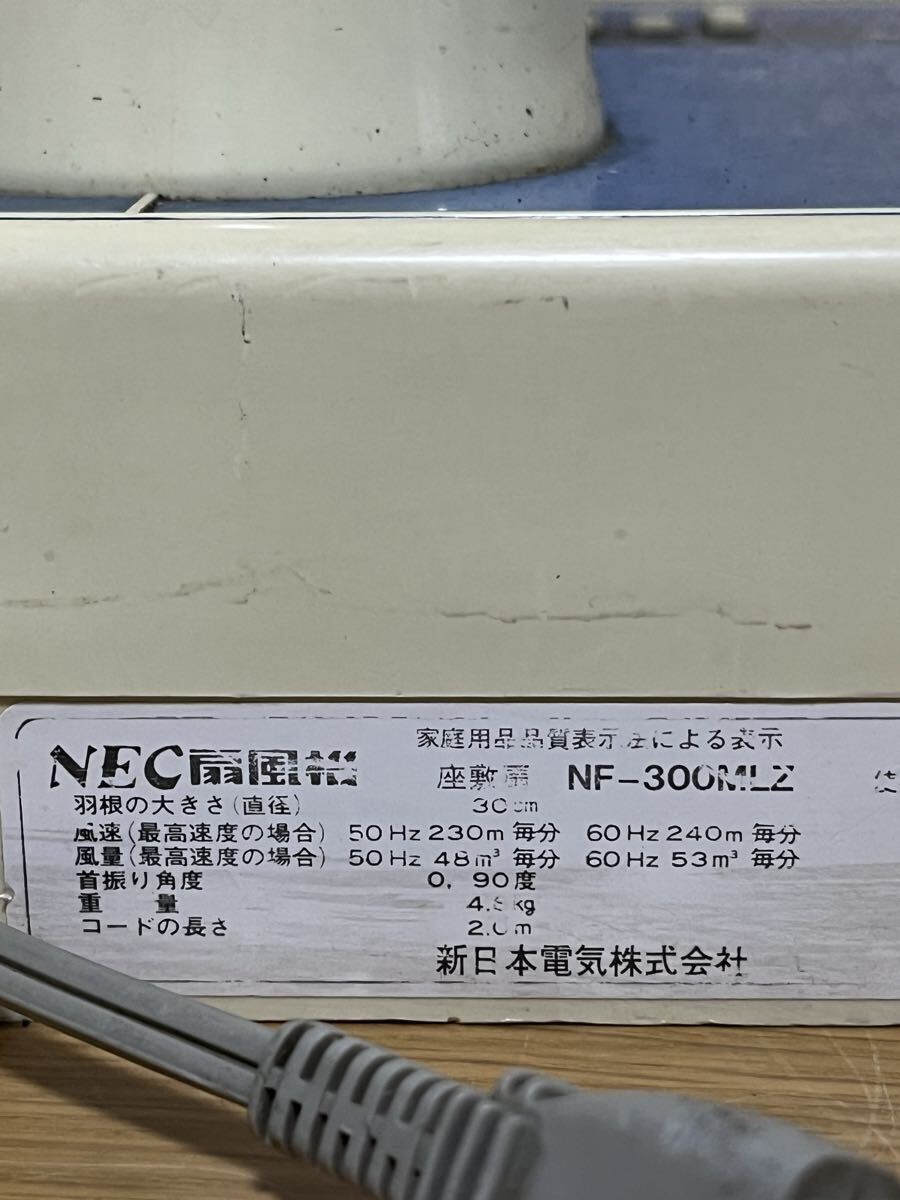 家庭用品品質表示法による表示
NEC扇風機 座敷扇 NF-300MLZ
羽根の大きさ(直径) 30cm
風速(最高速度の場合) 50Hz 230m 毎分 60Hz 240m 毎分
風量(最高速度の場合) 50Hz 48m³ 毎分 60Hz 53m³ 毎分
首振り角度 0, 90度
重量 kg
コードの長さ 2.0m
新日本電気株式会社